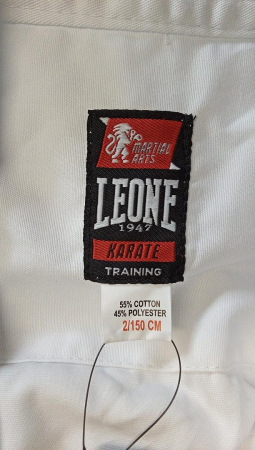 MARTIAL
ARTS
LEONE
1947
KARATE
TRAINING
55% COTTON
45% POLYESTER
2/150 CM